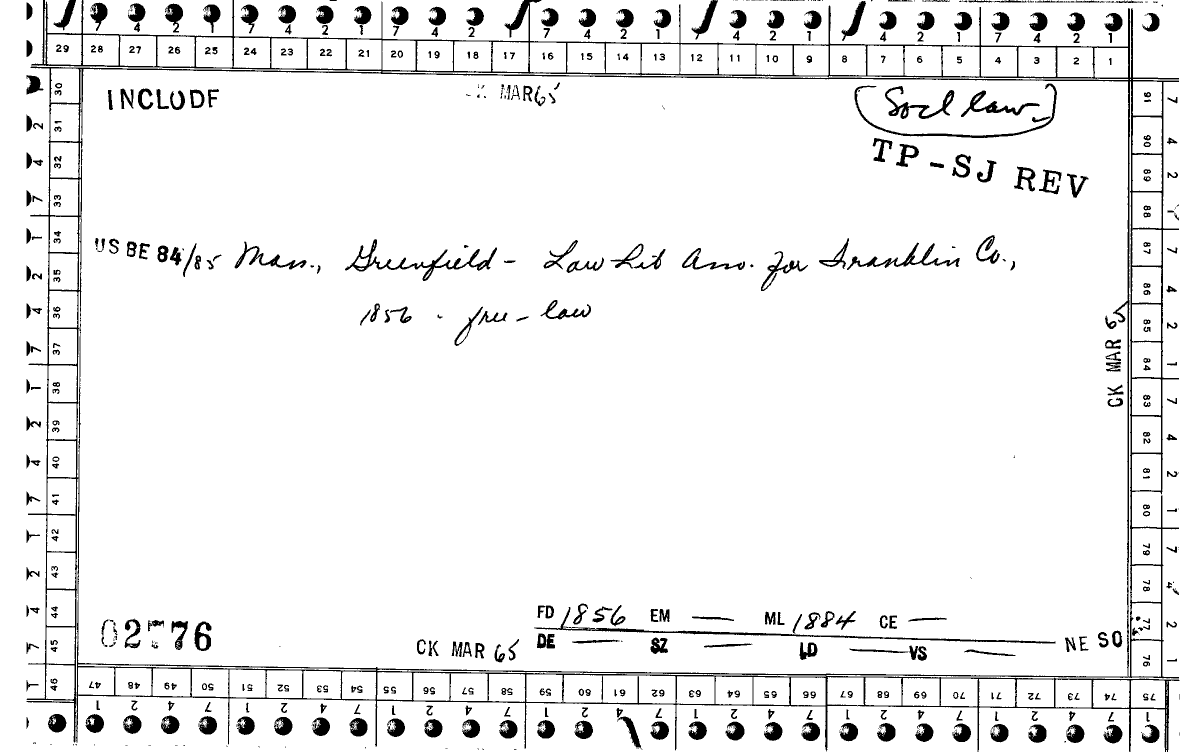 7 4 2 1 7 4 2 1 7 4 2 1 7 4 2 1 7 4 2 1 7 4 2 1 7 4 2 1
29 28 27 26 25 24 23 22 21 20 19 18 17 16 15 14 13 12 11 10 9 8 7 6 5 4 3 2 1
INCLUDE
CK MAR 65
Socl law
TP-SJ REV
US BE 84/85 Mass., Greenfield - Law Lib Assn. for Franklin Co.,
1856 - free - law
CK MAR 65
FD 1856 EM — ML 1884 CE —
DE — SZ — LD — VS — NE SO
02776
CK MAR 65
30 31 32 33 34 35 36 37 38 39 40 41 42 43 44 45 46
91 90 89 88 87 86 85 84 83 82 81 80 79 78 77 76
47 48 49 50 51 52 53 54 55 56 57 58 59 60 61 62 63 64 65 66 67 68 69 70 71 72 73 74 75
1 2 4 7 1 2 4 7 1 2 4 7 1 2 4 7 1 2 4 7 1 2 4 7 1 2 4 7 1